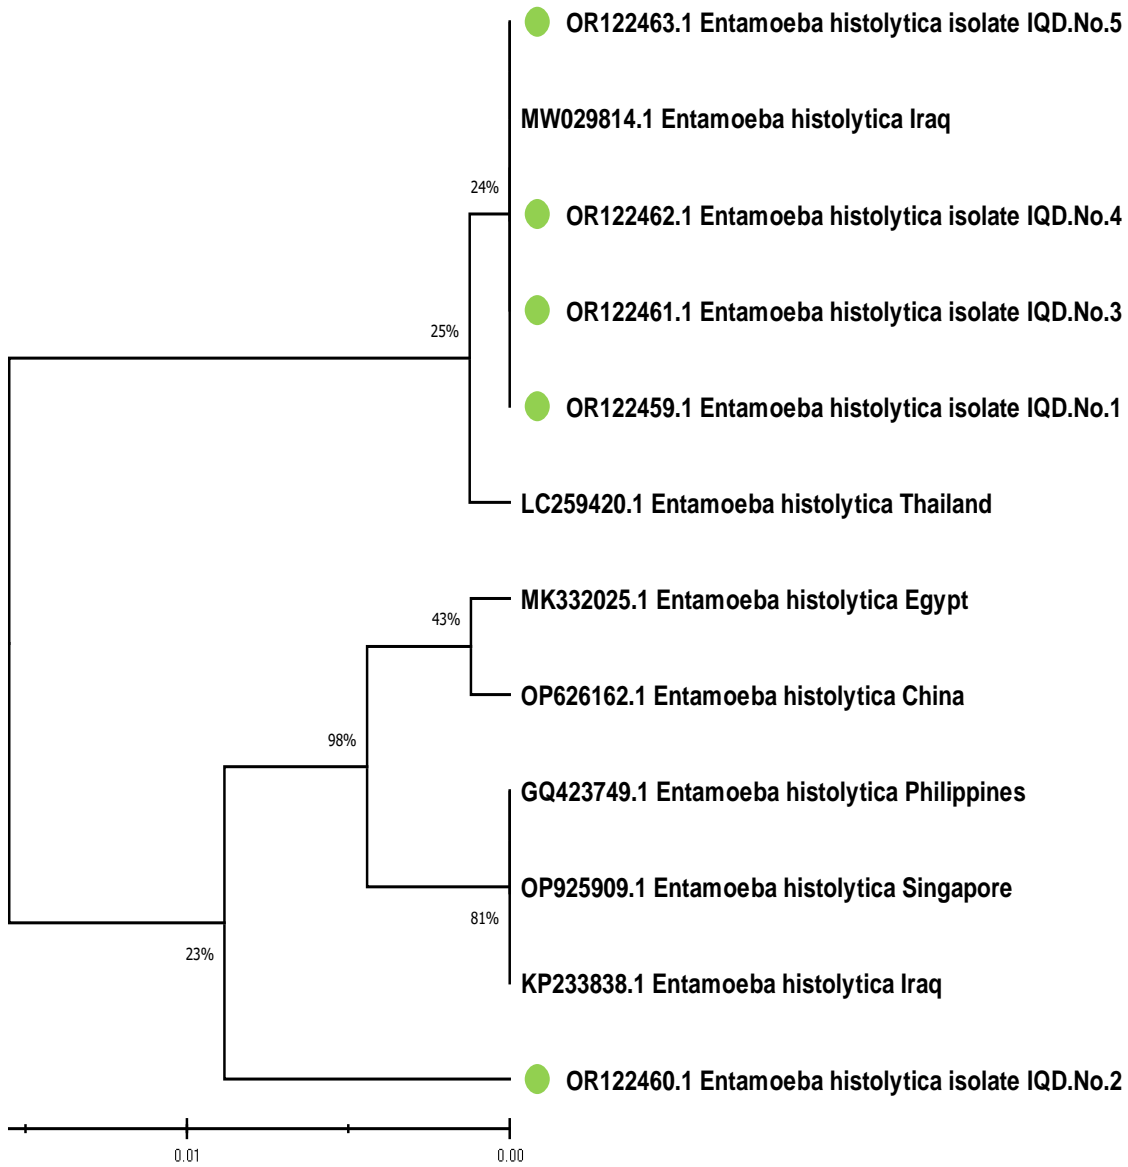 OR122463.1 Entamoeba histolytica isolate IQD.No.5
MW029814.1 Entamoeba histolytica Iraq
24%
OR122462.1 Entamoeba histolytica isolate IQD.No.4
OR122461.1 Entamoeba histolytica isolate IQD.No.3
25%
OR122459.1 Entamoeba histolytica isolate IQD.No.1
LC259420.1 Entamoeba histolytica Thailand
MK332025.1 Entamoeba histolytica Egypt
43%
OP626162.1 Entamoeba histolytica China
98%
GQ423749.1 Entamoeba histolytica Philippines
OP925909.1 Entamoeba histolytica Singapore
81%
23%
KP233838.1 Entamoeba histolytica Iraq
OR122460.1 Entamoeba histolytica isolate IQD.No.2
0.01
0.00